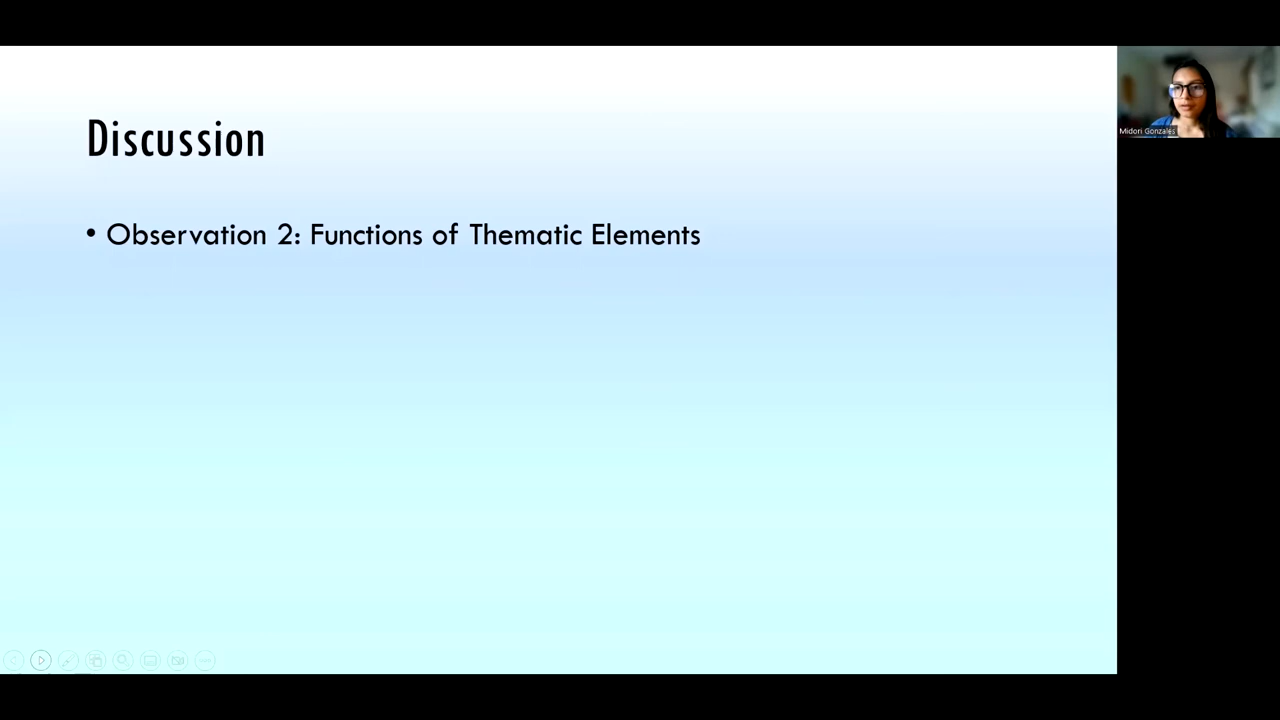 Discussion
• Observation 2: Functions of Thematic Elements
Midori Gonzales